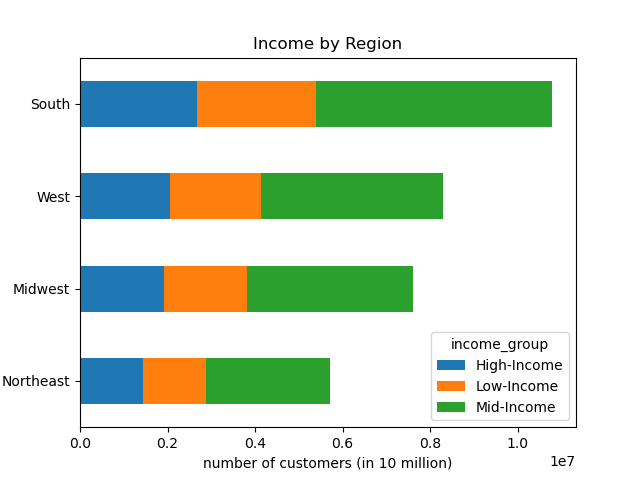 Income by Region
South
West
Midwest
Northeast
income_group
High-Income
Low-Income
Mid-Income
0.0 0.2 0.4 0.6 0.8 1.0
1e7
number of customers (in 10 million)